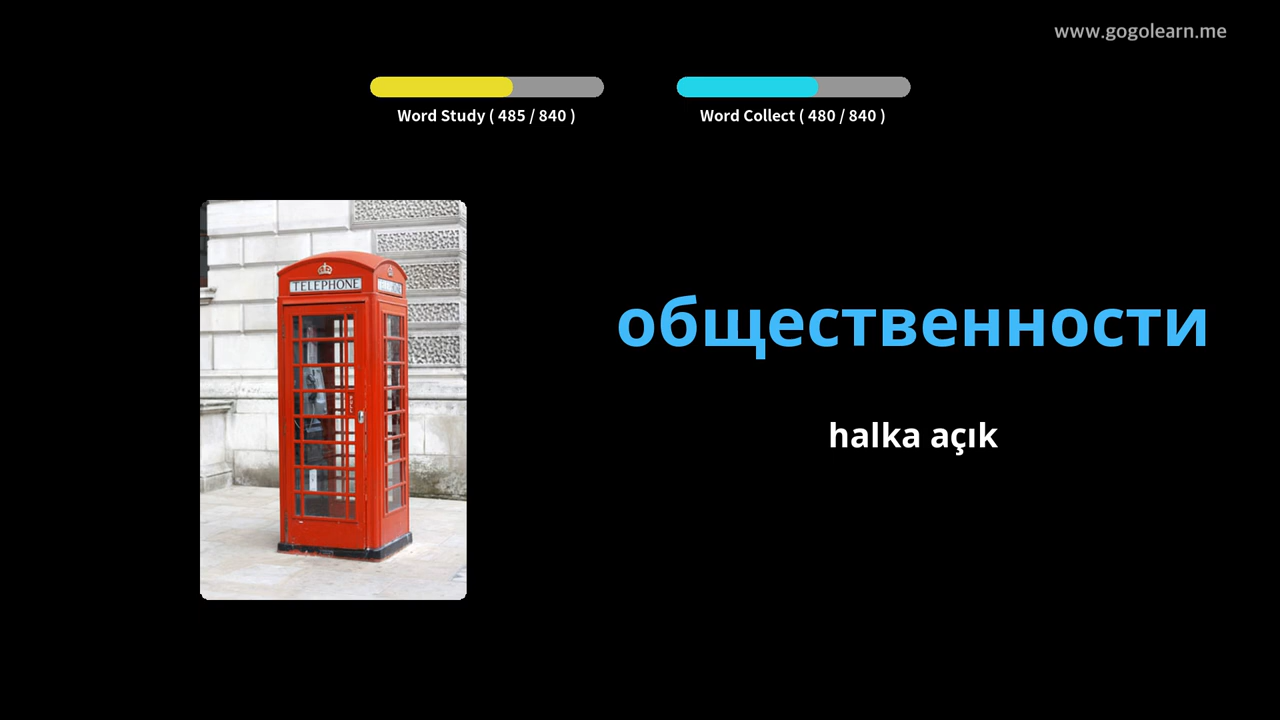 www.gogolearn.me
Word Study ( 485 / 840 )
Word Collect ( 480 / 840 )
TELEPHONE
общественности
halka açık